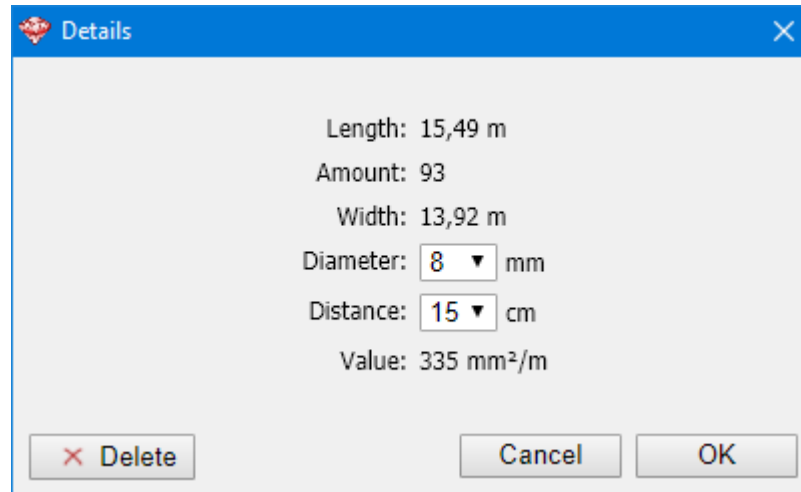 Details
Length: 15,49 m
Amount: 93
Width: 13,92 m
Diameter: 8 mm
Distance: 15 cm
Value: 335 mm²/m
Delete Cancel OK